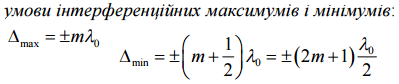 умови інтерференційних максимумів і мінімумів:
Δmax = ±mλ0
Δmin = ±(m + 1/2)λ0 = ±(2m + 1) λ0/2